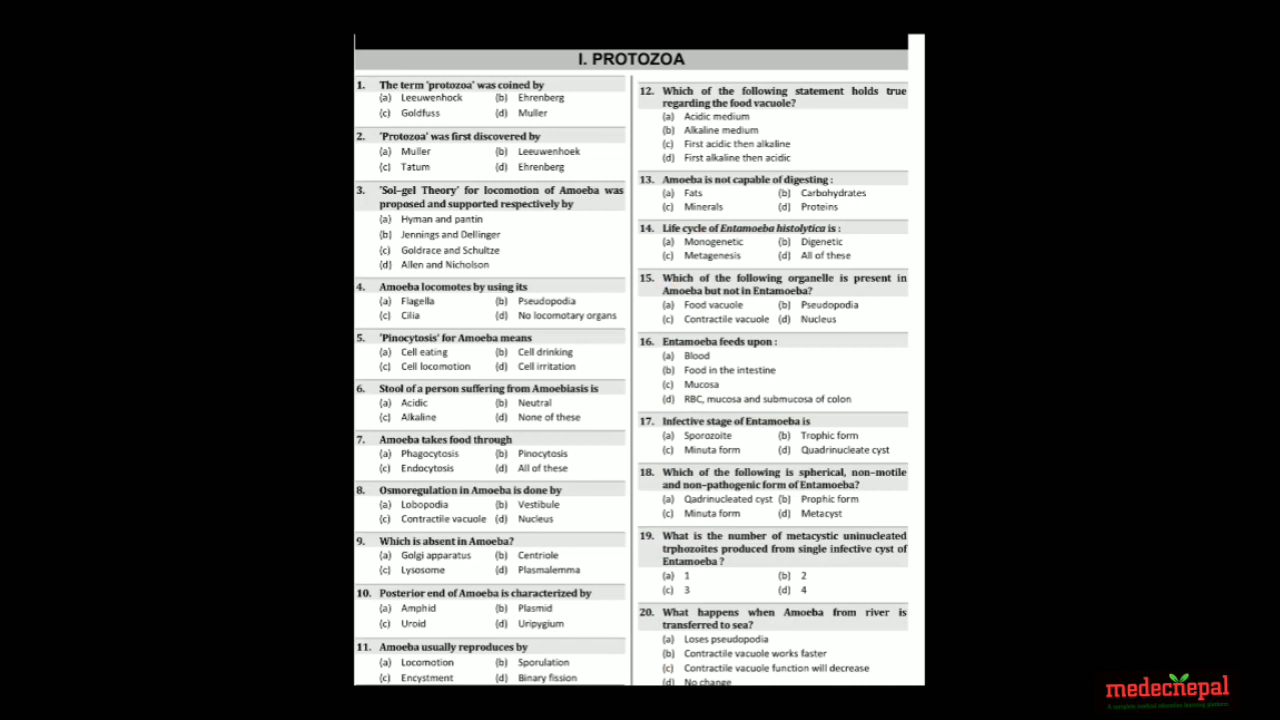 I. PROTOZOA
1. The term 'protozoa' was coined by
(a) Leeuwenhock (b) Ehrenberg
(c) Goldfuss (d) Muller
2. 'Protozoa' was first discovered by
(a) Muller (b) Leeuwenhoek
(c) Tatum (d) Ehrenberg
3. 'Sol-gel Theory' for locomotion of Amoeba was
proposed and supported respectively by
(a) Hyman and pantin
(b) Jennings and Dellinger
(c) Goldrace and Schultze
(d) Allen and Nicholson
4. Amoeba locomotes by using its
(a) Flagella (b) Pseudopodia
(c) Cilia (d) No locomotary organs
5. 'Pinocytosis' for Amoeba means
(a) Cell eating (b) Cell drinking
(c) Cell locomotion (d) Cell irritation
6. Stool of a person suffering from Amoebiasis is
(a) Acidic (b) Neutral
(c) Alkaline (d) None of these
7. Amoeba takes food through
(a) Phagocytosis (b) Pinocytosis
(c) Endocytosis (d) All of these
8. Osmoregulation in Amoeba is done by
(a) Lobopodia (b) Vestibule
(c) Contractile vacuole (d) Nucleus
9. Which is absent in Amoeba?
(a) Golgi apparatus (b) Centriole
(c) Lysosome (d) Plasmalemma
10. Posterior end of Amoeba is characterized by
(a) Amphid (b) Plasmid
(c) Uroid (d) Uripygium
11. Amoeba usually reproduces by
(a) Locomotion (b) Sporulation
(c) Encystment (d) Binary fission
12. Which of the following statement holds true
regarding the food vacuole?
(a) Acidic medium
(b) Alkaline medium
(c) First acidic then alkaline
(d) First alkaline then acidic
13. Amoeba is not capable of digesting :
(a) Fats (b) Carbohydrates
(c) Minerals (d) Proteins
14. Life cycle of Entamoeba histolytica is :
(a) Monogenetic (b) Digenetic
(c) Metagenesis (d) All of these
15. Which of the following organelle is present in
Amoeba but not in Entamoeba?
(a) Food vacuole (b) Pseudopodia
(c) Contractile vacuole (d) Nucleus
16. Entamoeba feeds upon :
(a) Blood
(b) Food in the intestine
(c) Mucosa
(d) RBC, mucosa and submucosa of colon
17. Infective stage of Entamoeba is
(a) Sporozoite (b) Trophic form
(c) Minuta form (d) Quadrinucleate cyst
18. Which of the following is spherical, non-motile
and non-pathogenic form of Entamoeba?
(a) Qadrinucleated cyst (b) Prophic form
(c) Minuta form (d) Metacyst
19. What is the number of metacystic uninucleated
trphozoites produced from single infective cyst of
Entamoeba ?
(a) 1 (b) 2
(c) 3 (d) 4
20. What happens when Amoeba from river is
transferred to sea?
(a) Loses pseudopodia
(b) Contractile vacuole works faster
(c) Contractile vacuole function will decrease
(d) No change
medecnepal
A complete medical education learning platform